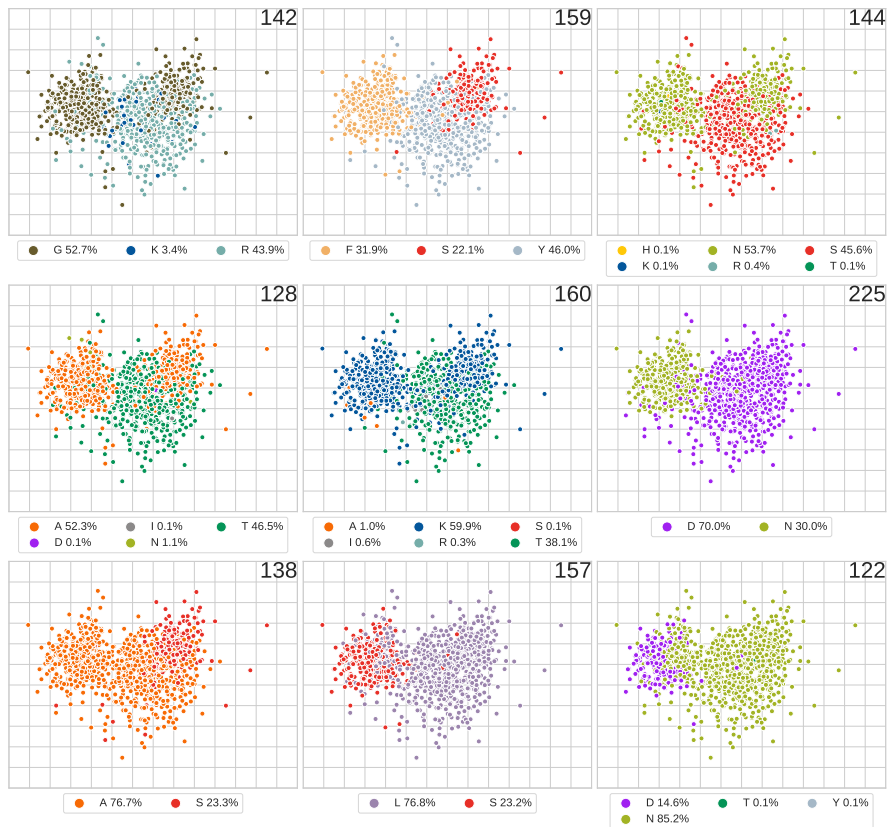 142 159 144
G 52.7% K 3.4% R 43.9%
F 31.9% S 22.1% Y 46.0%
H 0.1% N 53.7% S 45.6%
K 0.1% R 0.4% T 0.1%
128 160 225
A 52.3% I 0.1% T 46.5%
D 0.1% N 1.1%
A 1.0% K 59.9% S 0.1%
I 0.6% R 0.3% T 38.1%
D 70.0% N 30.0%
138 157 122
A 76.7% S 23.3%
L 76.8% S 23.2%
D 14.6% T 0.1% Y 0.1%
N 85.2%